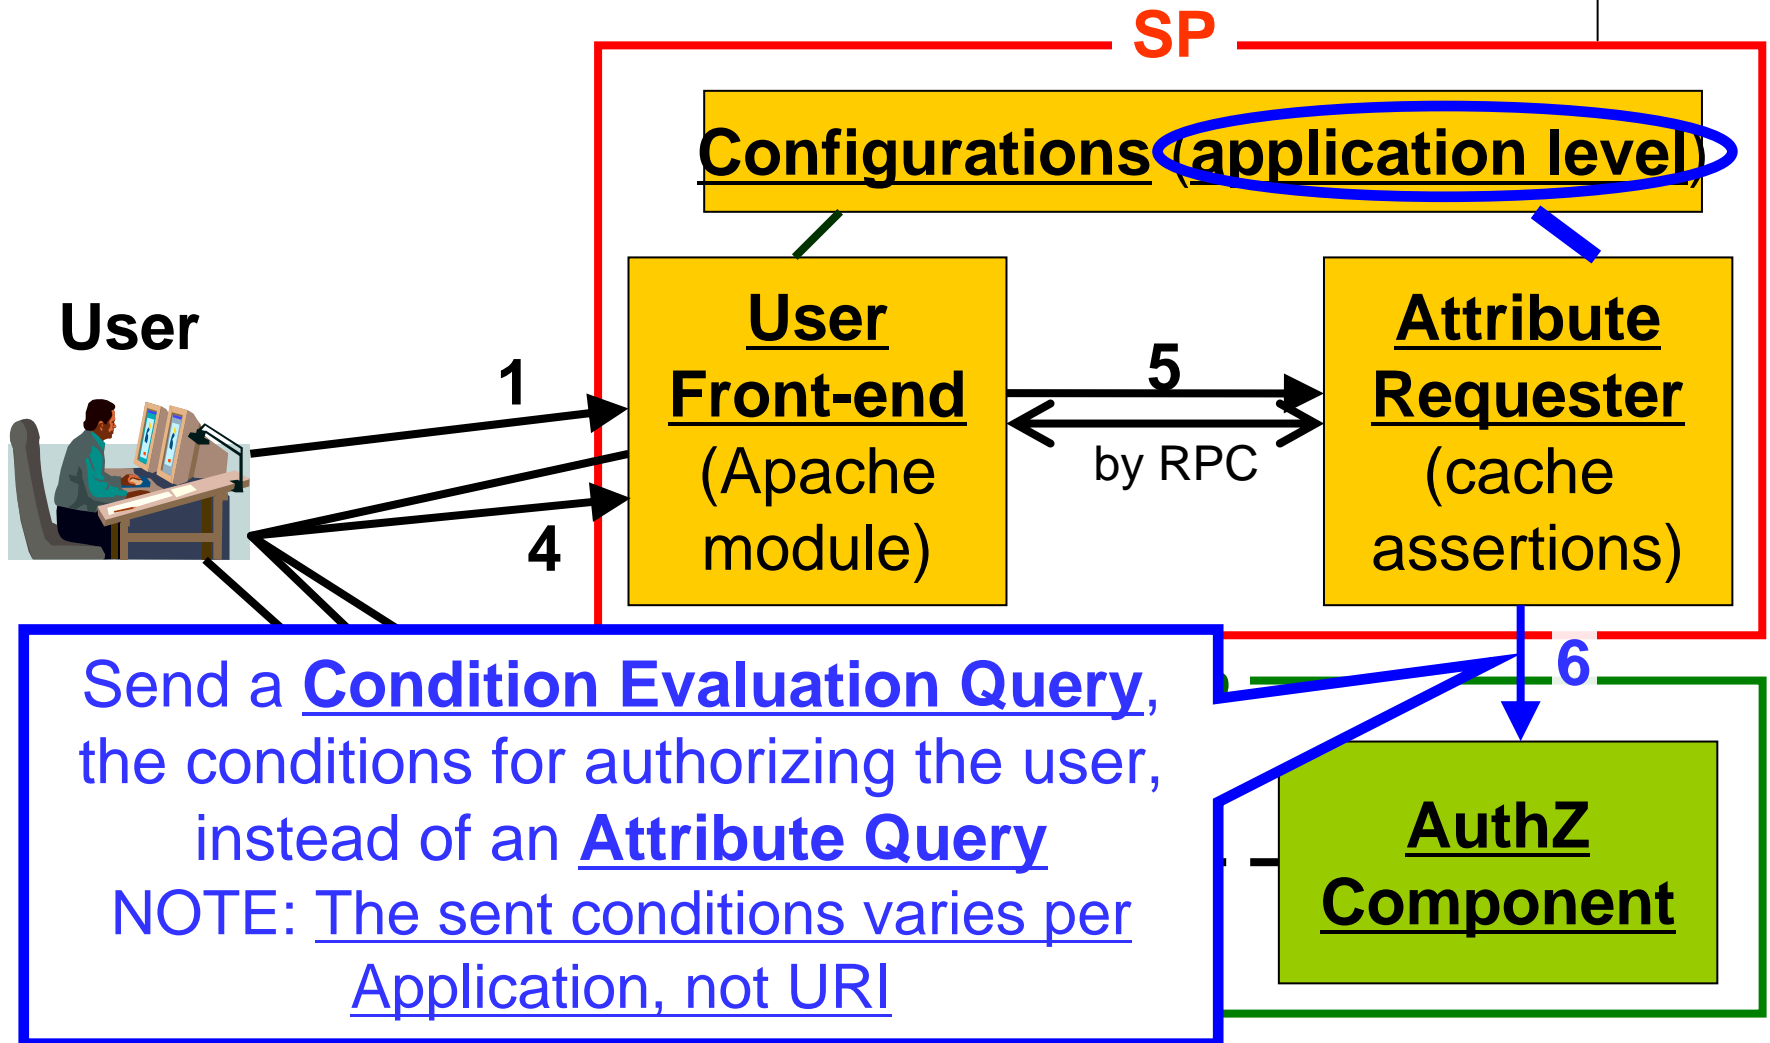 SP
Configurations (application level)
User
User
Front-end
(Apache
module)
Attribute
Requester
(cache
assertions)
1
4
5
by RPC
6
Send a Condition Evaluation Query,
the conditions for authorizing the user,
instead of an Attribute Query
NOTE: The sent conditions varies per
Application, not URI
AuthZ
Component